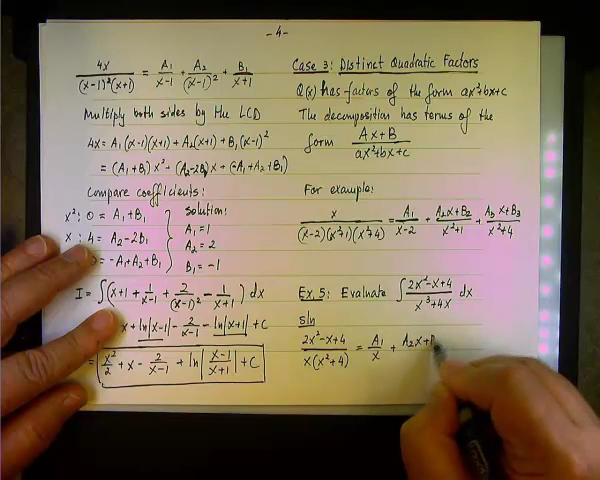 -4-
4x/((x-1)²(x+1)) = A₁/(x-1) + A₂/(x-1)² + B₁/(x+1)
Multiply both sides by the LCD
4x = A₁(x-1)(x+1) + A₂(x+1) + B₁(x-1)²
= (A₁+B₁)x² + (A₂-2B₁)x + (-A₁+A₂+B₁)
Compare coefficients:
x²: 0 = A₁+B₁
x: 4 = A₂-2B₁
= -A₁+A₂+B₁
Solution:
A₁ = 1
A₂ = 2
B₁ = -1
I = ∫(x+1 + 1/(x-1) + 2/(x-1)² - 1/(x+1)) dx
x + ln|x-1| - 2/(x-1) - ln|x+1| + C
= x²/2 + x - 2/(x-1) + ln|(x-1)/(x+1)| + C
Case 3: Distinct Quadratic Factors
Q(x) has factors of the form ax²+bx+c
The decomposition has terms of the
form (Ax+B)/(ax²+bx+c)
For example:
x/((x-2)(x²+1)(x²+4)) = A₁/(x-2) + (A₂x+B₂)/(x²+1) + (A₃x+B₃)/(x²+4)
Ex. 5: Evaluate ∫(2x²-x+4)/(x³+4x) dx
Sln
(2x²-x+4)/(x(x²+4)) = A₁/x + A₂x+